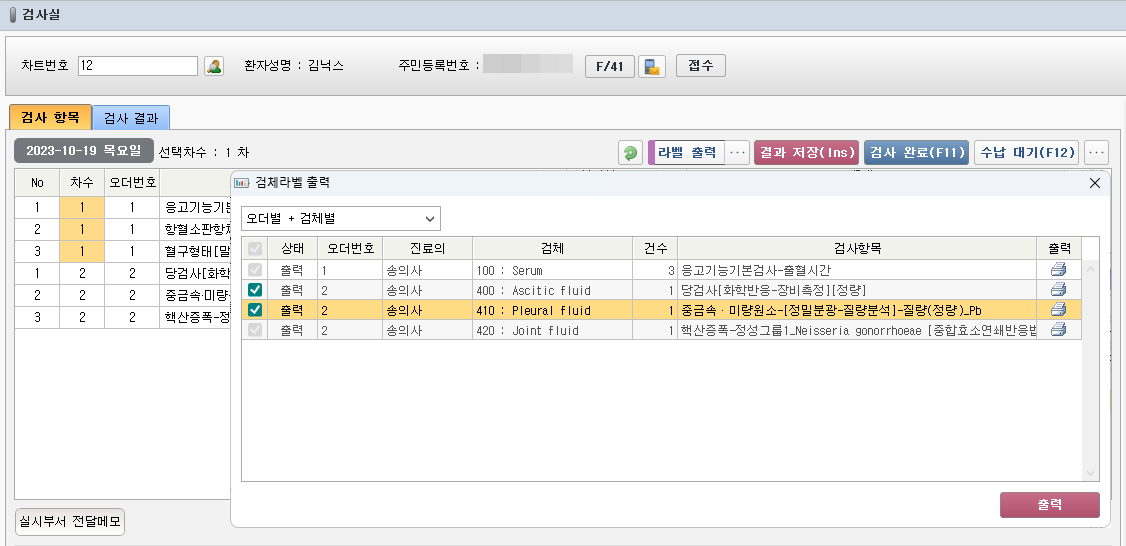 검사실
차트번호 12 환자성명 : 김닉스 주민등록번호 : F/41 접수
검사 항목 검사 결과
2023-10-19 목요일 선택차수 : 1 차 라벨 출력 ... 결과 저장(Ins) 검사 완료(F11) 수납 대기(F12) ...
No 차수 오더번호
1 1 1 응고기능기본
2 1 1 항혈소판항체
3 1 1 혈구형태[말
1 2 2 당검사[화학
2 2 2 중금속·미량
3 2 2 핵산증폭-정
실시부서 전달메모
검체라벨 출력
오더별 + 검체별
상태 오더번호 진료의 검체 건수 검사항목 출력
출력 1 송의사 100 : Serum 3 응고기능기본검사-출혈시간
출력 2 송의사 400 : Ascitic fluid 1 당검사[화학반응-장비측정][정량]
출력 2 송의사 410 : Pleural fluid 1 중금속·미량원소-[정밀분광-질량분석]-질량(정량)_Pb
출력 2 송의사 420 : Joint fluid 1 핵산증폭-정성그룹1_Neisseria gonorrhoeae [중합효소연쇄반응법
출력